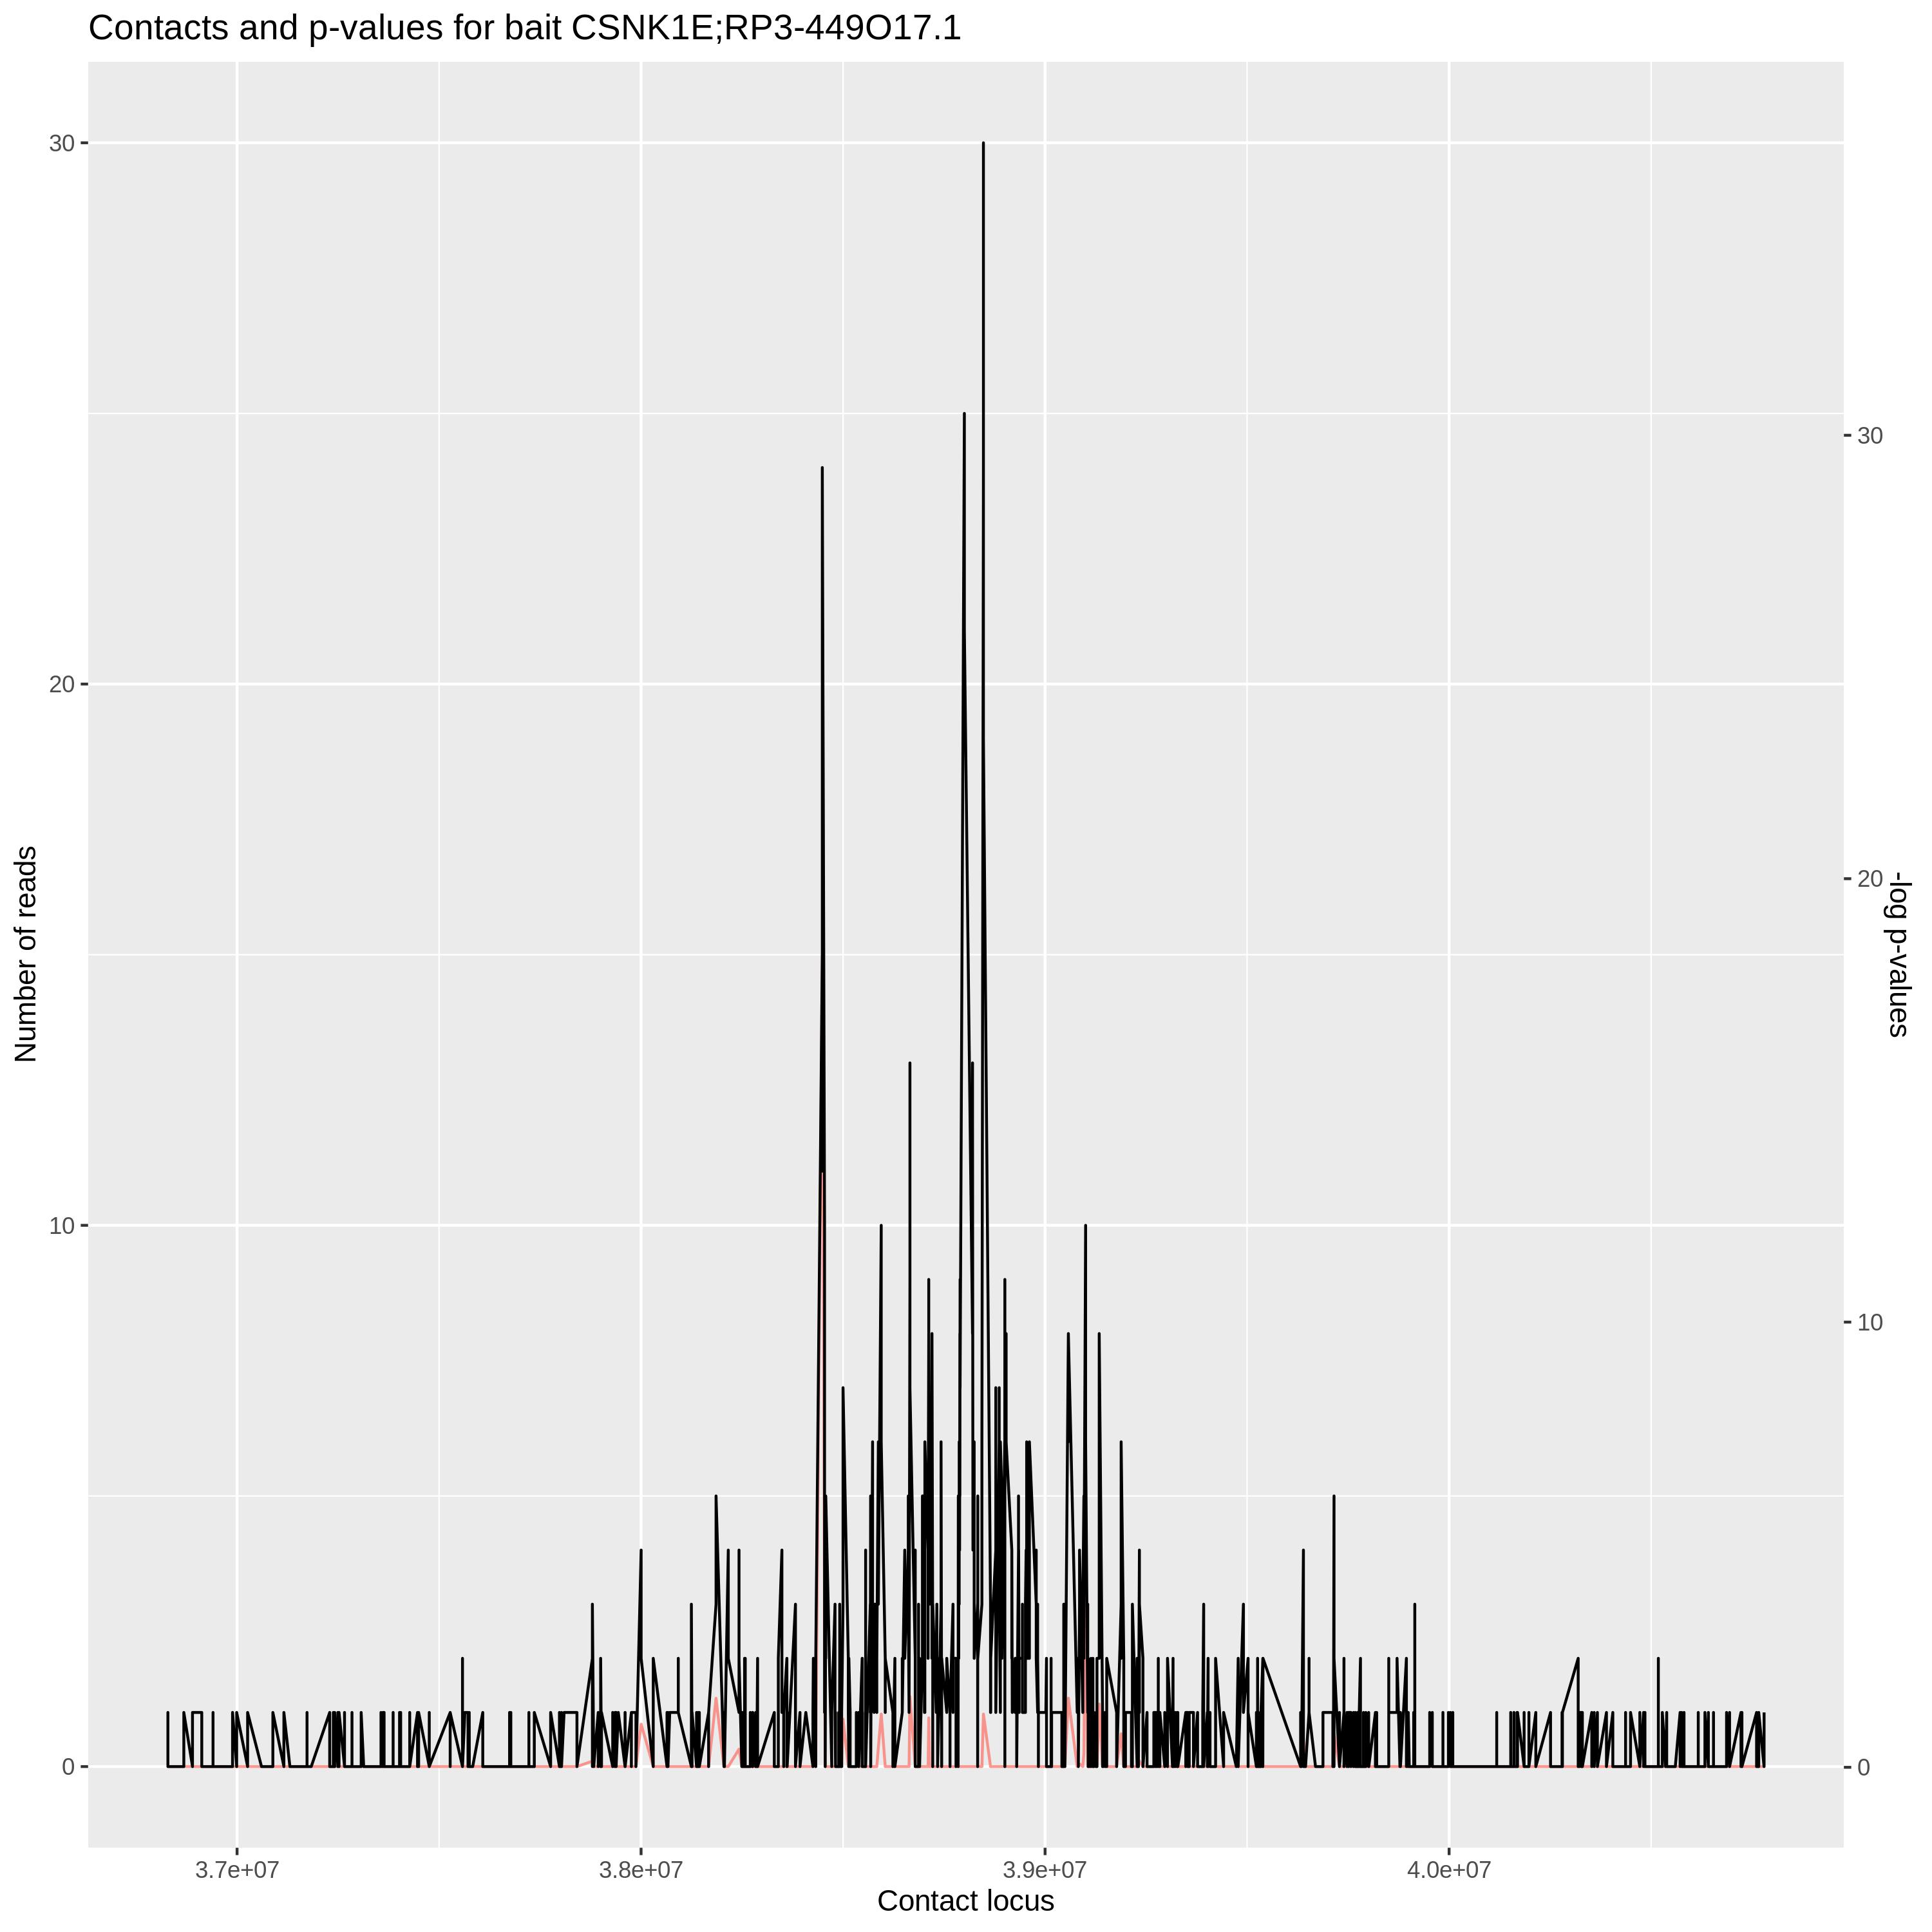 Contacts and p-values for bait CSNK1E;RP3-449O17.1
30
20
10
0
Number of reads
30
20
10
0
-log p-values
3.7e+07
3.8e+07
3.9e+07
4.0e+07
Contact locus